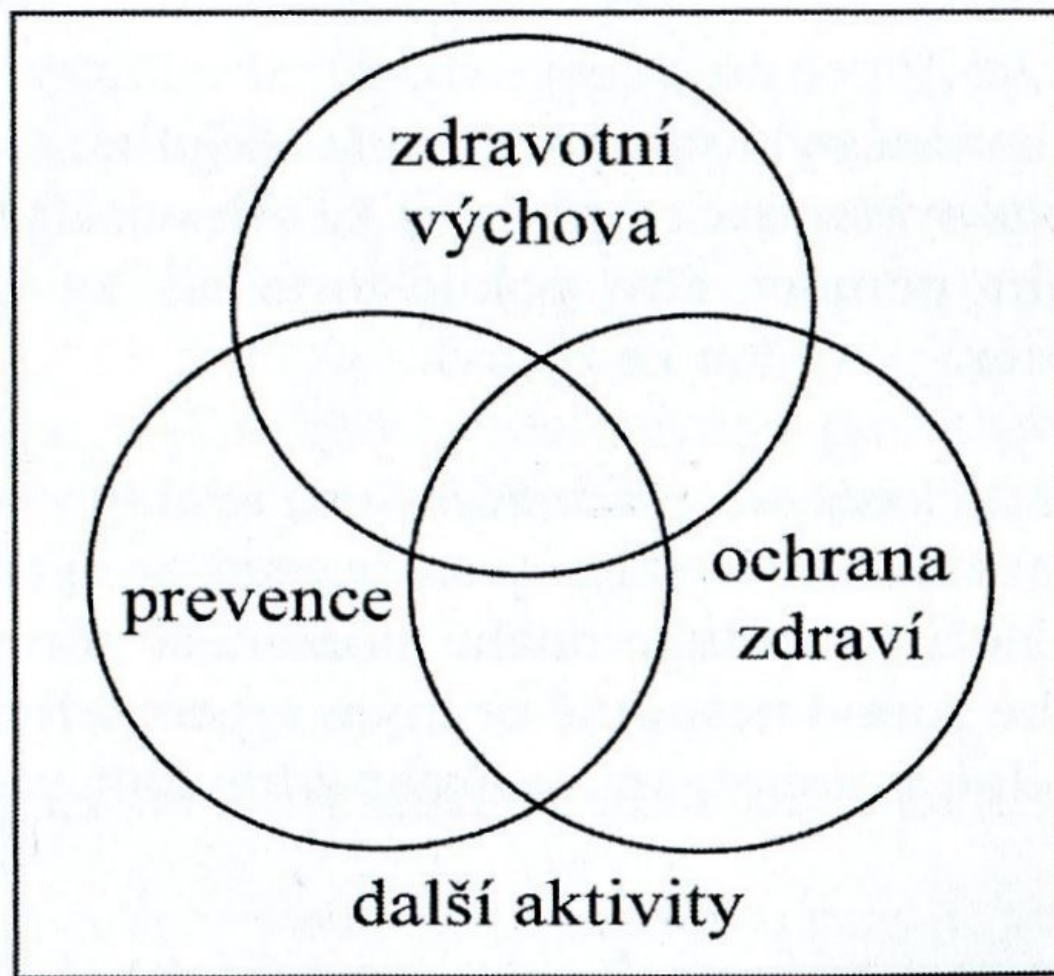 zdravotní
výchova
prevence
ochrana
zdraví
další aktivity